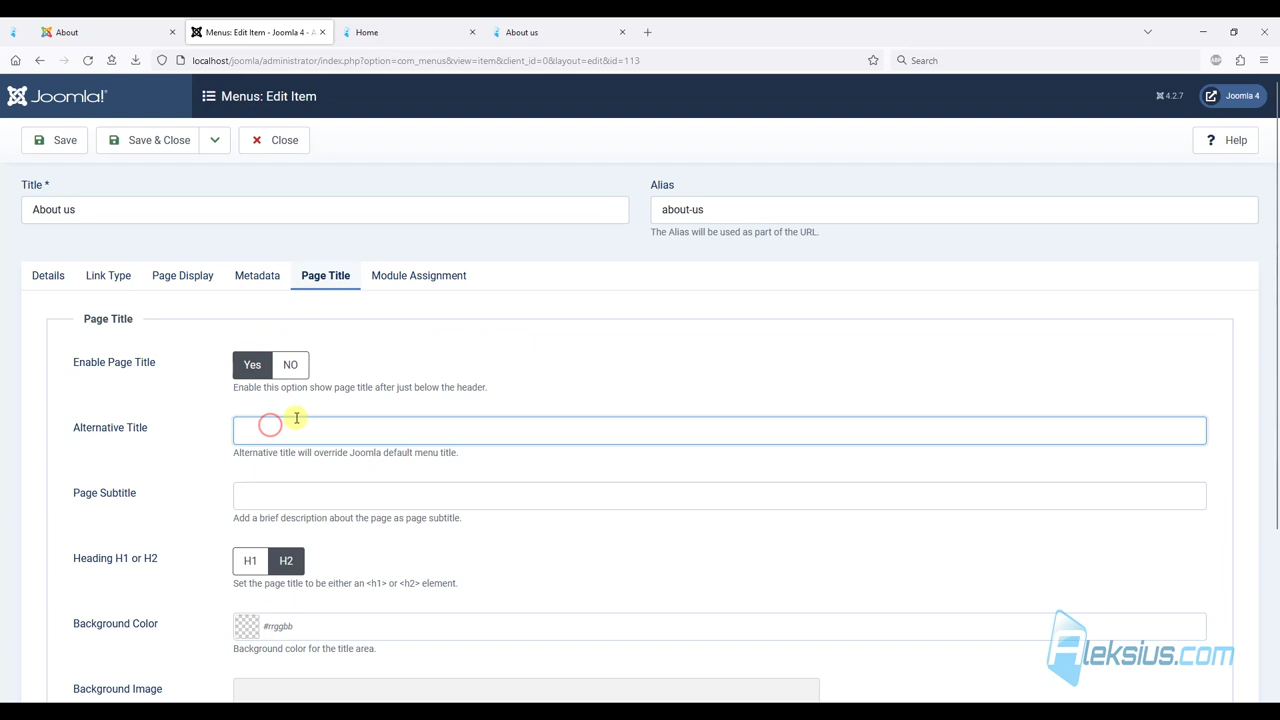 About
Menus: Edit Item - Joomla 4 - A
Home
About us
localhost/joomla/administrator/index.php?option=com_menus&view=item&client_id=0&layout=edit&id=113
Search
Joomla!
Menus: Edit Item
4.2.7
Joomla 4
Save
Save & Close
Close
? Help
Title *
Alias
About us
about-us
The Alias will be used as part of the URL.
Details
Link Type
Page Display
Metadata
Page Title
Module Assignment
Page Title
Enable Page Title
Yes
NO
Enable this option show page title after just below the header.
Alternative Title
Alternative title will override Joomla default menu title.
Page Subtitle
Add a brief description about the page as page subtitle.
Heading H1 or H2
H1
H2
Set the page title to be either an <h1> or <h2> element.
Background Color
#rrggbb
Background color for the title area.
Aleksius.com
Background Image